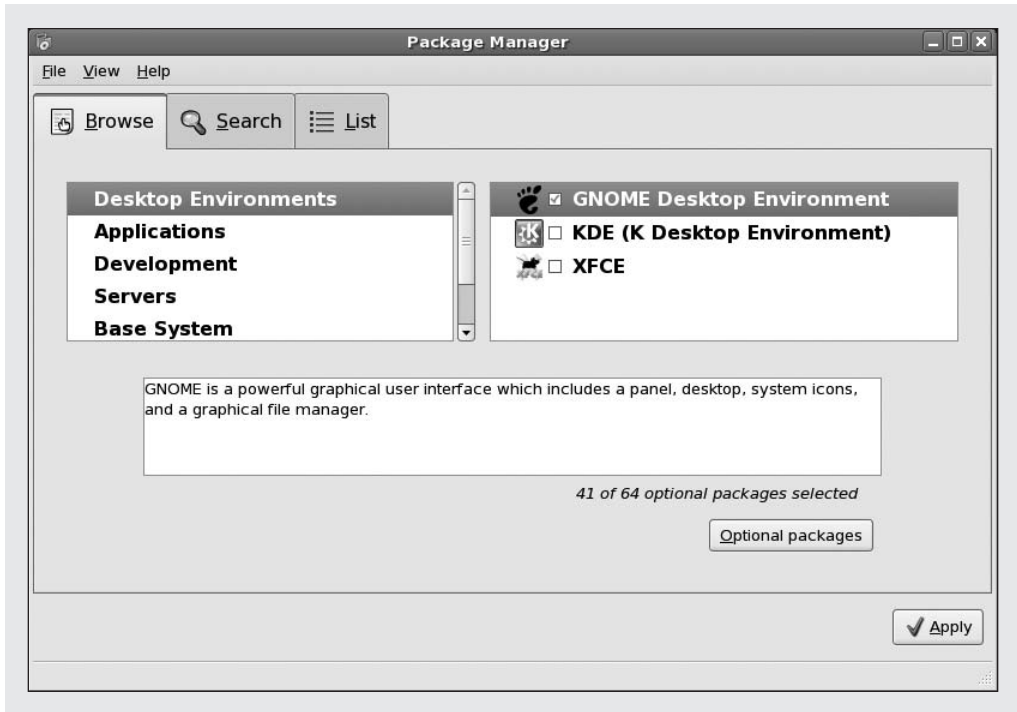 Package Manager
File View Help
Browse Search List
Desktop Environments
Applications
Development
Servers
Base System
GNOME Desktop Environment
KDE (K Desktop Environment)
XFCE
GNOME is a powerful graphical user interface which includes a panel, desktop, system icons,
and a graphical file manager.
41 of 64 optional packages selected
Optional packages
Apply